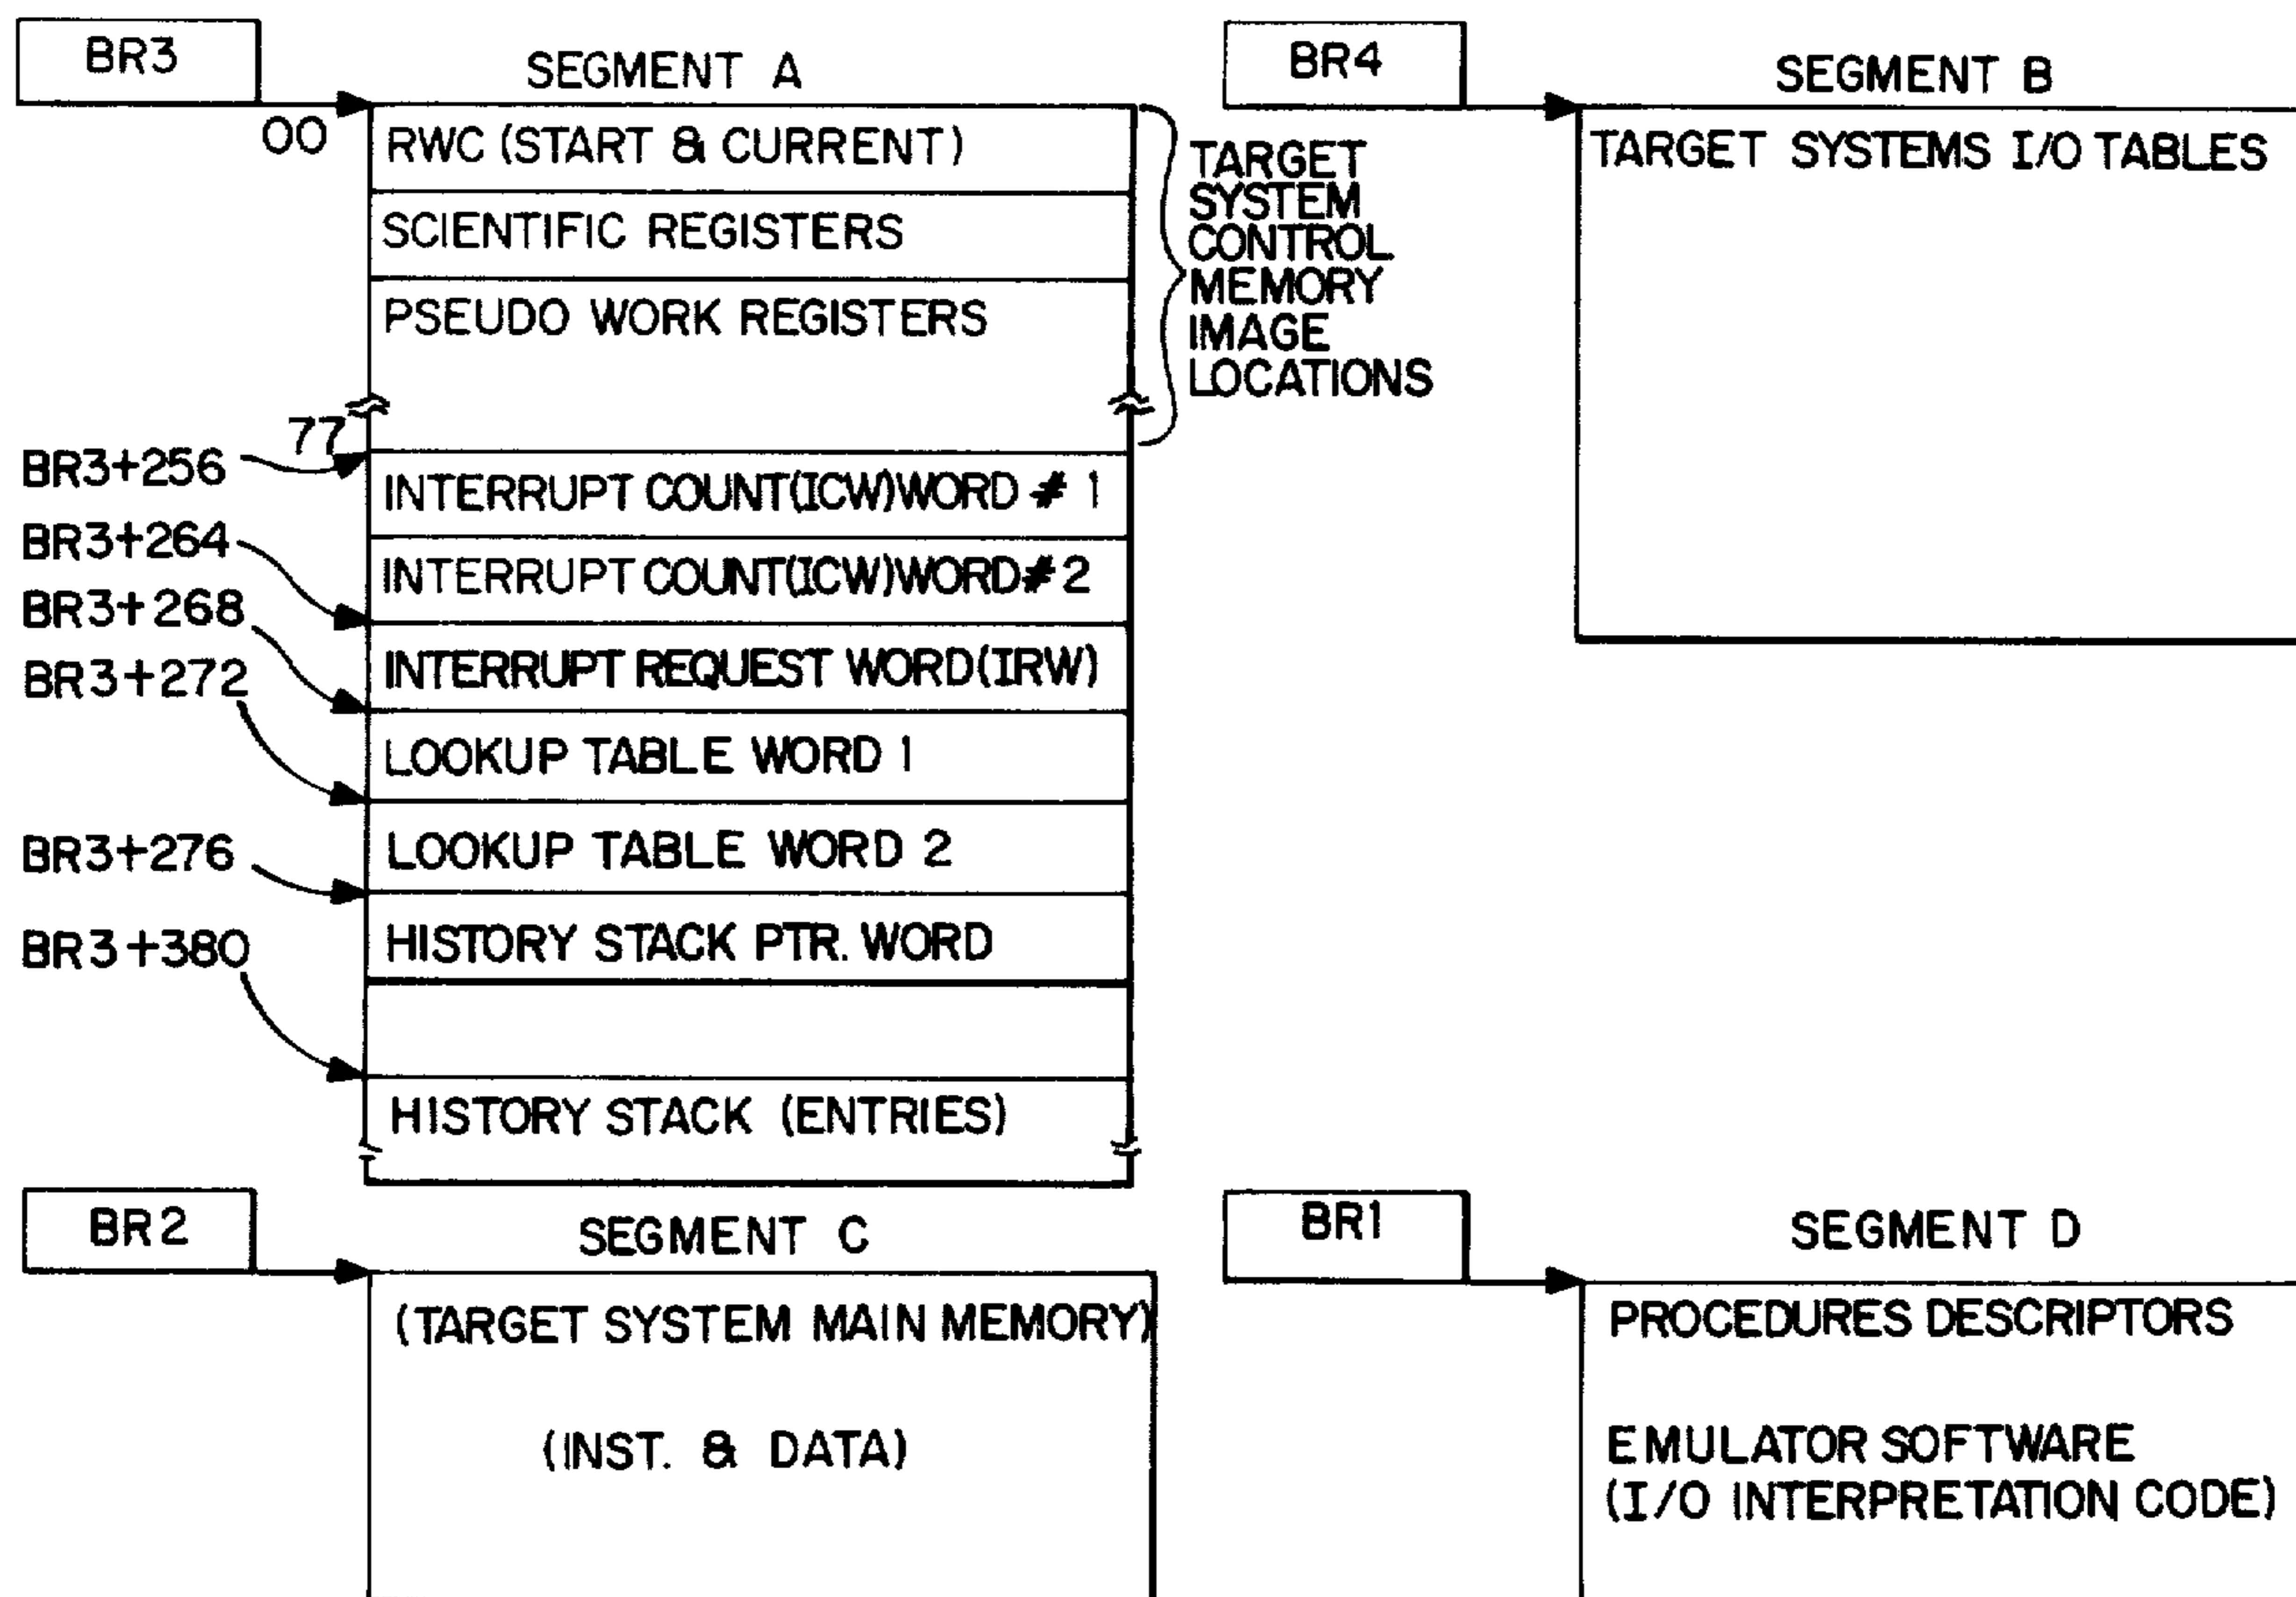 BR3
SEGMENT A
00
RWC (START & CURRENT)
SCIENTIFIC REGISTERS
PSEUDO WORK REGISTERS
77
TARGET
SYSTEM
CONTROL
MEMORY
IMAGE
LOCATIONS
BR3+256
INTERRUPT COUNT(ICW)WORD # 1
BR3+264
INTERRUPT COUNT(ICW)WORD#2
BR3+268
INTERRUPT REQUEST WORD(IRW)
BR3+272
LOOKUP TABLE WORD 1
LOOKUP TABLE WORD 2
BR3+276
HISTORY STACK PTR. WORD
BR3+380
HISTORY STACK (ENTRIES)
BR4
SEGMENT B
TARGET SYSTEMS I/O TABLES
BR2
SEGMENT C
(TARGET SYSTEM MAIN MEMORY)
(INST. & DATA)
BR1
SEGMENT D
PROCEDURES DESCRIPTORS
EMULATOR SOFTWARE
(I/O INTERPRETATION CODE)